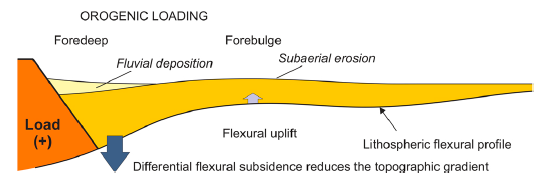 OROGENIC LOADING
Foredeep
Forebulge
Fluvial deposition
Subaerial erosion
Load
(+)
Flexural uplift
Lithospheric flexural profile
Differential flexural subsidence reduces the topographic gradient